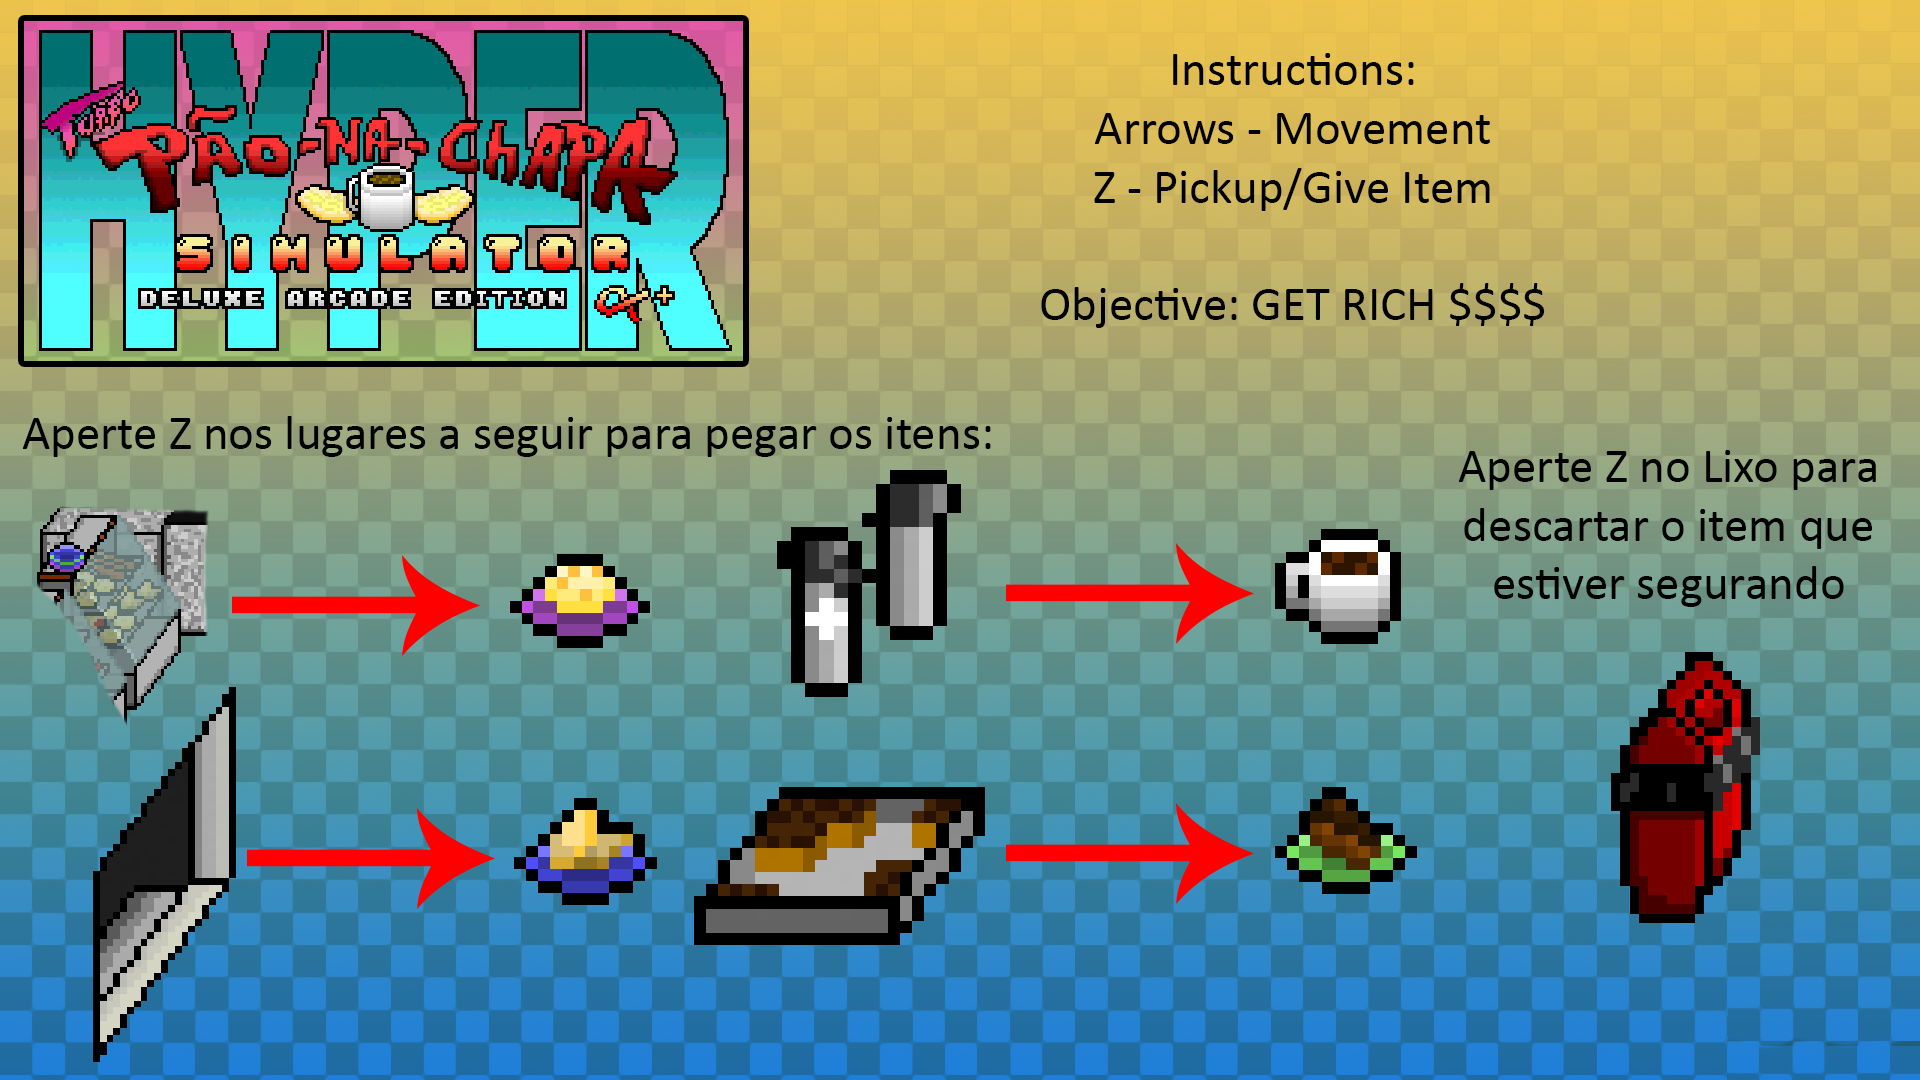 HYPER
TURBO
PÃO-NA-CHAPA
SIMULATOR
DELUXE ARCADE EDITION α+
Instructions:
Arrows - Movement
Z - Pickup/Give Item
Objective: GET RICH $$$$
Aperte Z nos lugares a seguir para pegar os itens:
Aperte Z no Lixo para
descartar o item que
estiver segurando